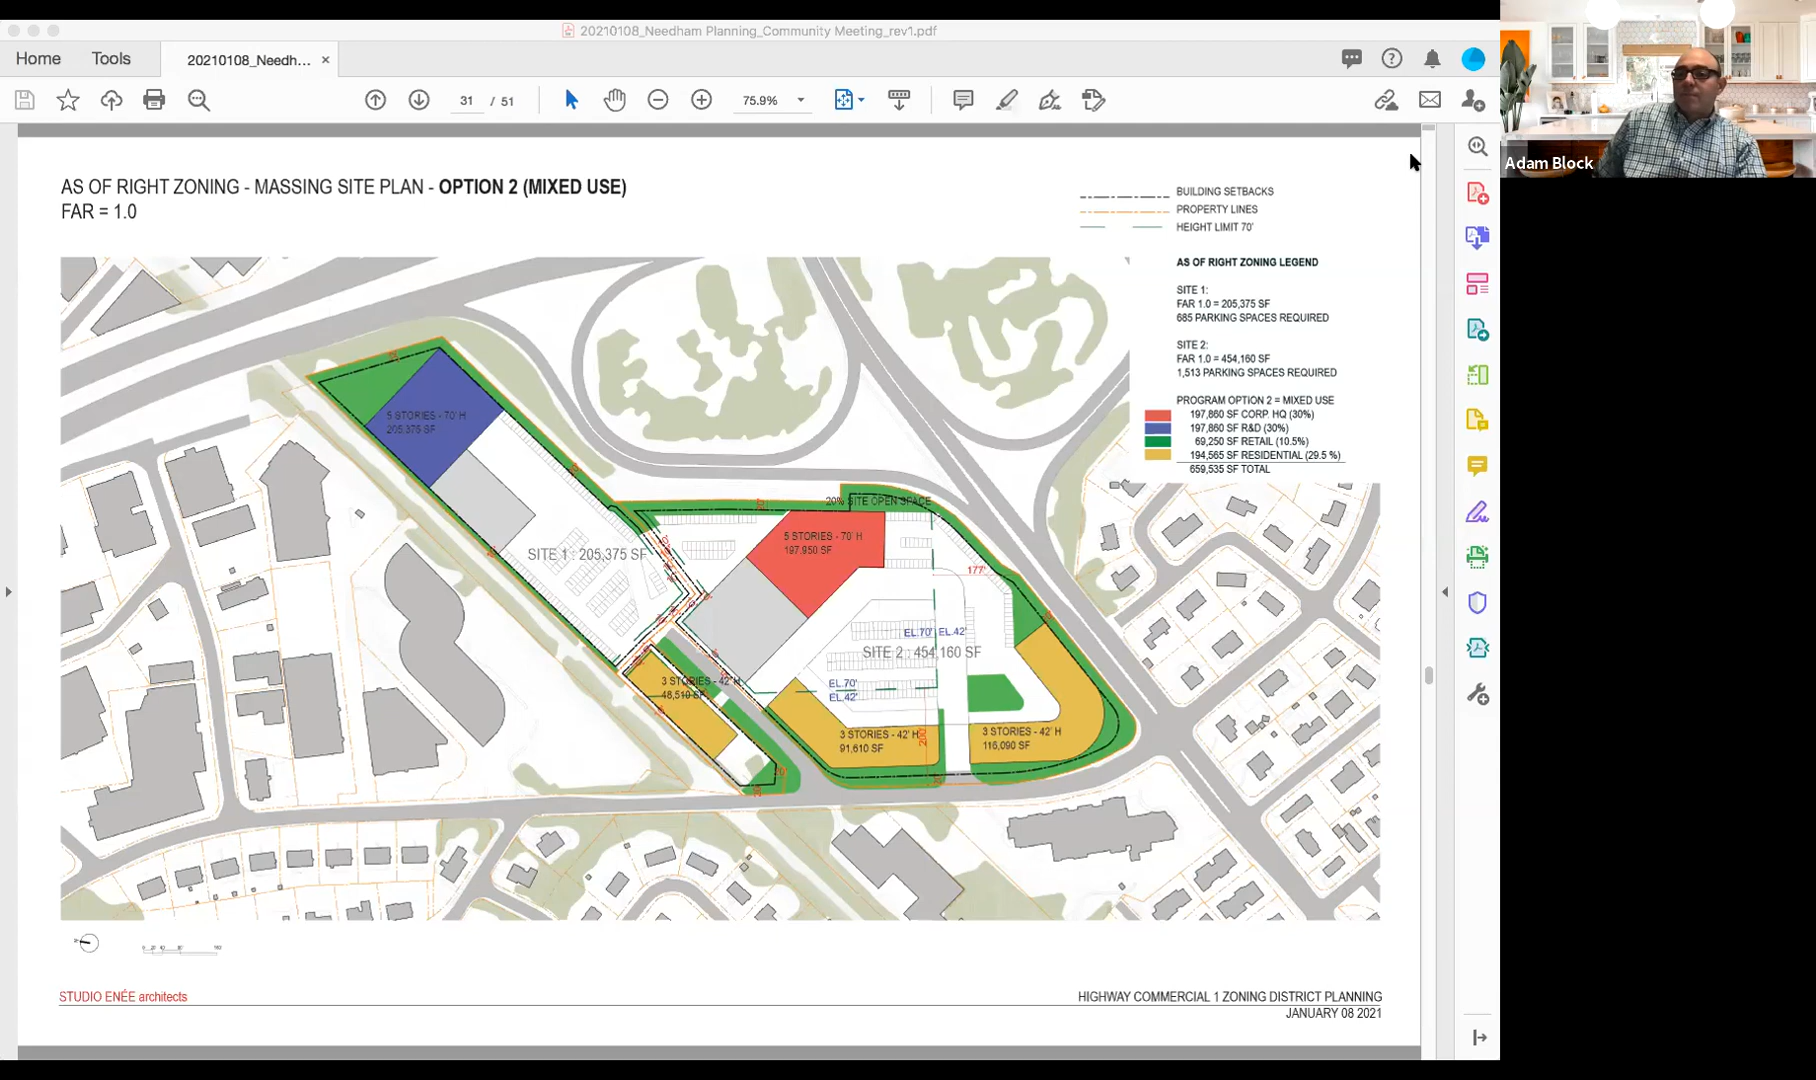 20210108_Needham Planning_Community Meeting_rev1.pdf
Home
Tools
20210108_Needh...
31 / 51
75.9%
Adam Block
AS OF RIGHT ZONING - MASSING SITE PLAN - OPTION 2 (MIXED USE)
FAR = 1.0
BUILDING SETBACKS
PROPERTY LINES
HEIGHT LIMIT 70'
AS OF RIGHT ZONING LEGEND
SITE 1:
FAR 1.0 = 205,375 SF
685 PARKING SPACES REQUIRED
SITE 2:
FAR 1.0 = 454,160 SF
1,513 PARKING SPACES REQUIRED
PROGRAM OPTION 2 = MIXED USE
197,860 SF CORP. HQ (30%)
197,860 SF R&D (30%)
69,250 SF RETAIL (10.5%)
194,565 SF RESIDENTIAL (29.5 %)
659,535 SF TOTAL
5 STORIES - 70' H
205,375 SF
20% SITE OPEN SPACE
5 STORIES - 70' H
197,950 SF
SITE 1 : 205,375 SF
177'
EL.70' EL.42'
SITE 2 : 454,160 SF
3 STORIES - 42' H
48,510 SF
EL.70'
EL.42'
3 STORIES - 42' H
91,610 SF
200'
3 STORIES - 42' H
116,090 SF
STUDIO ENÉE architects
HIGHWAY COMMERCIAL 1 ZONING DISTRICT PLANNING
JANUARY 08 2021